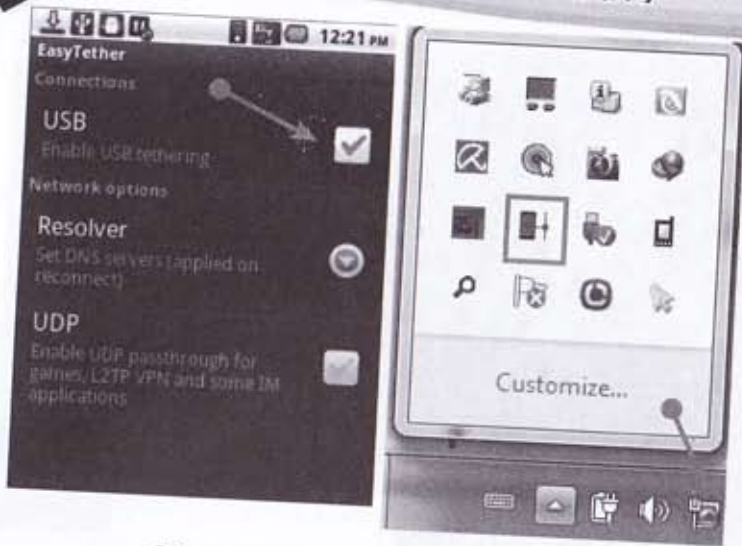 12:21 PM
EasyTether
Connections
USB
Enable USB tethering
Network options
Resolver
Set DNS servers (applied on
reconnect)
UDP
Enable UDP passthrough for
games, L2TP VPN and some IM
applications
Customize...